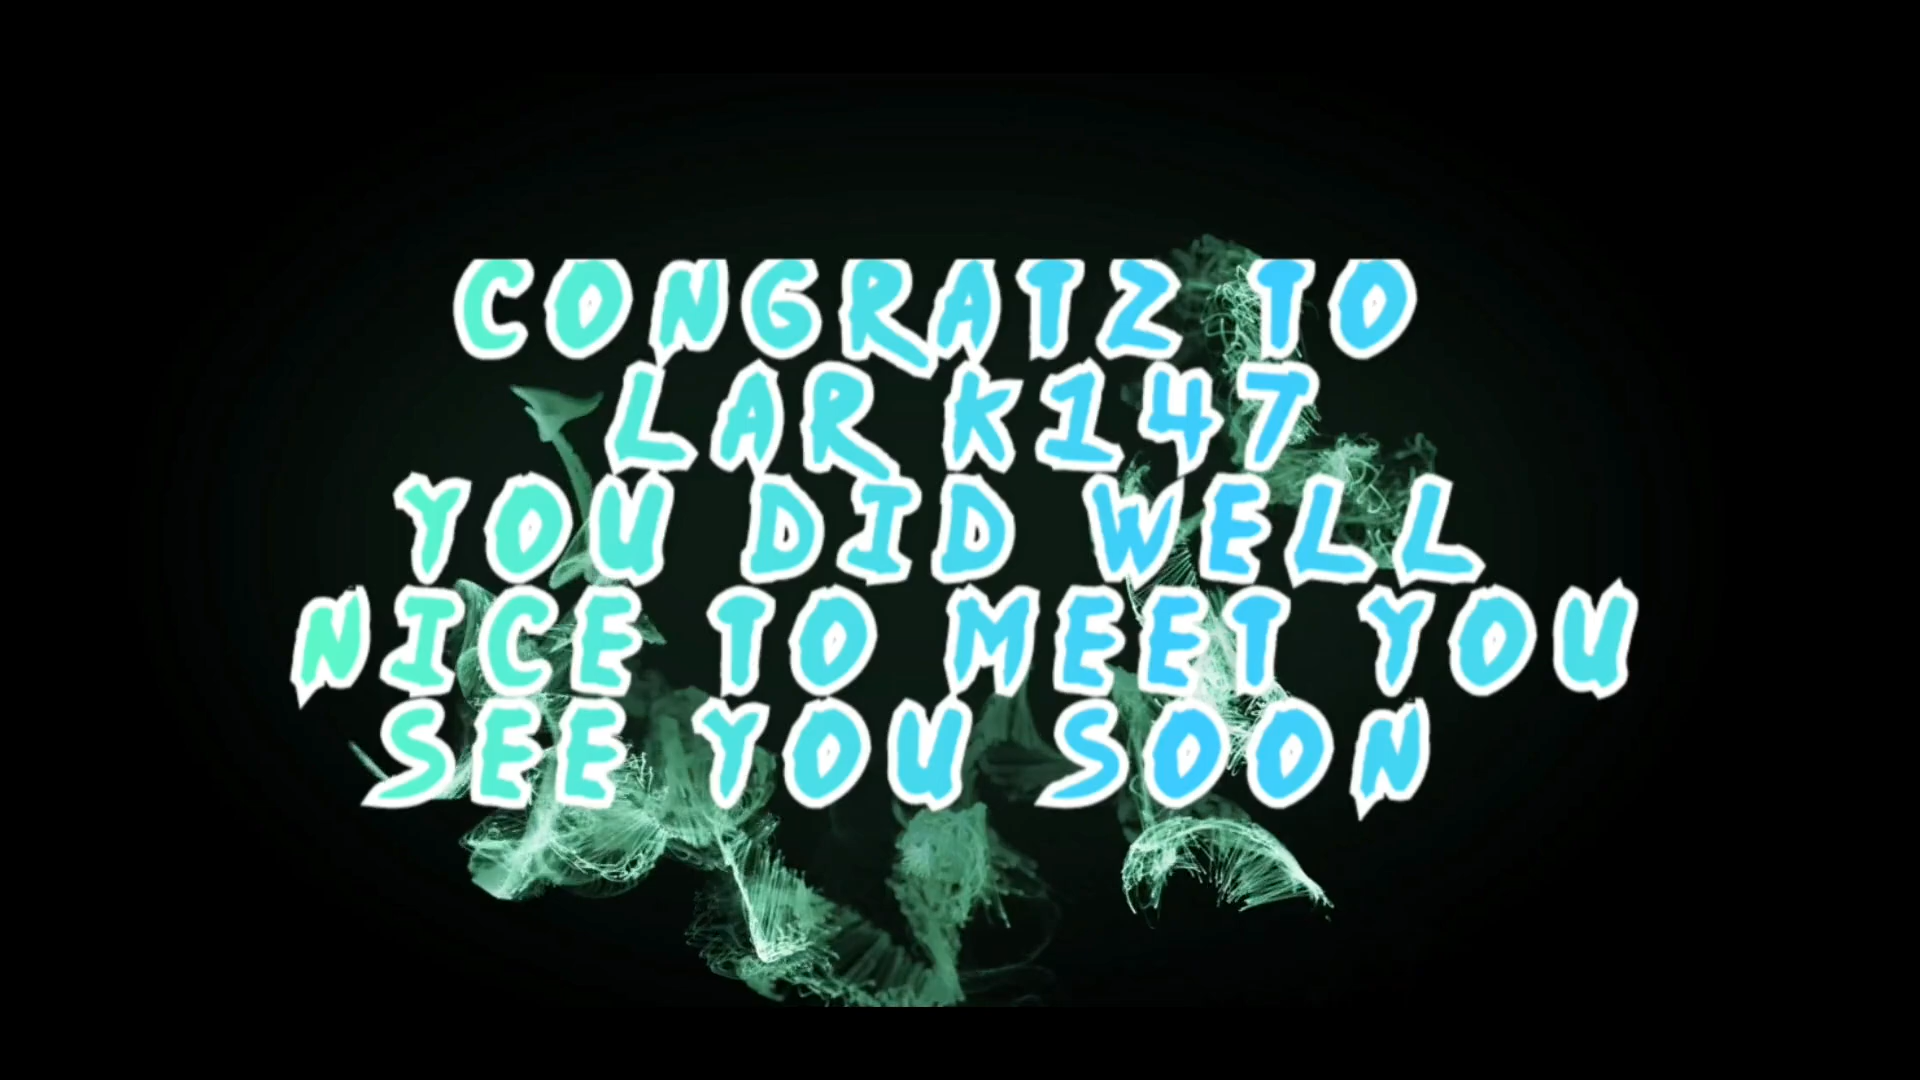 CONGRATZ TO
LAR K147
YOU DID WELL
NICE TO MEET YOU
SEE YOU SOON